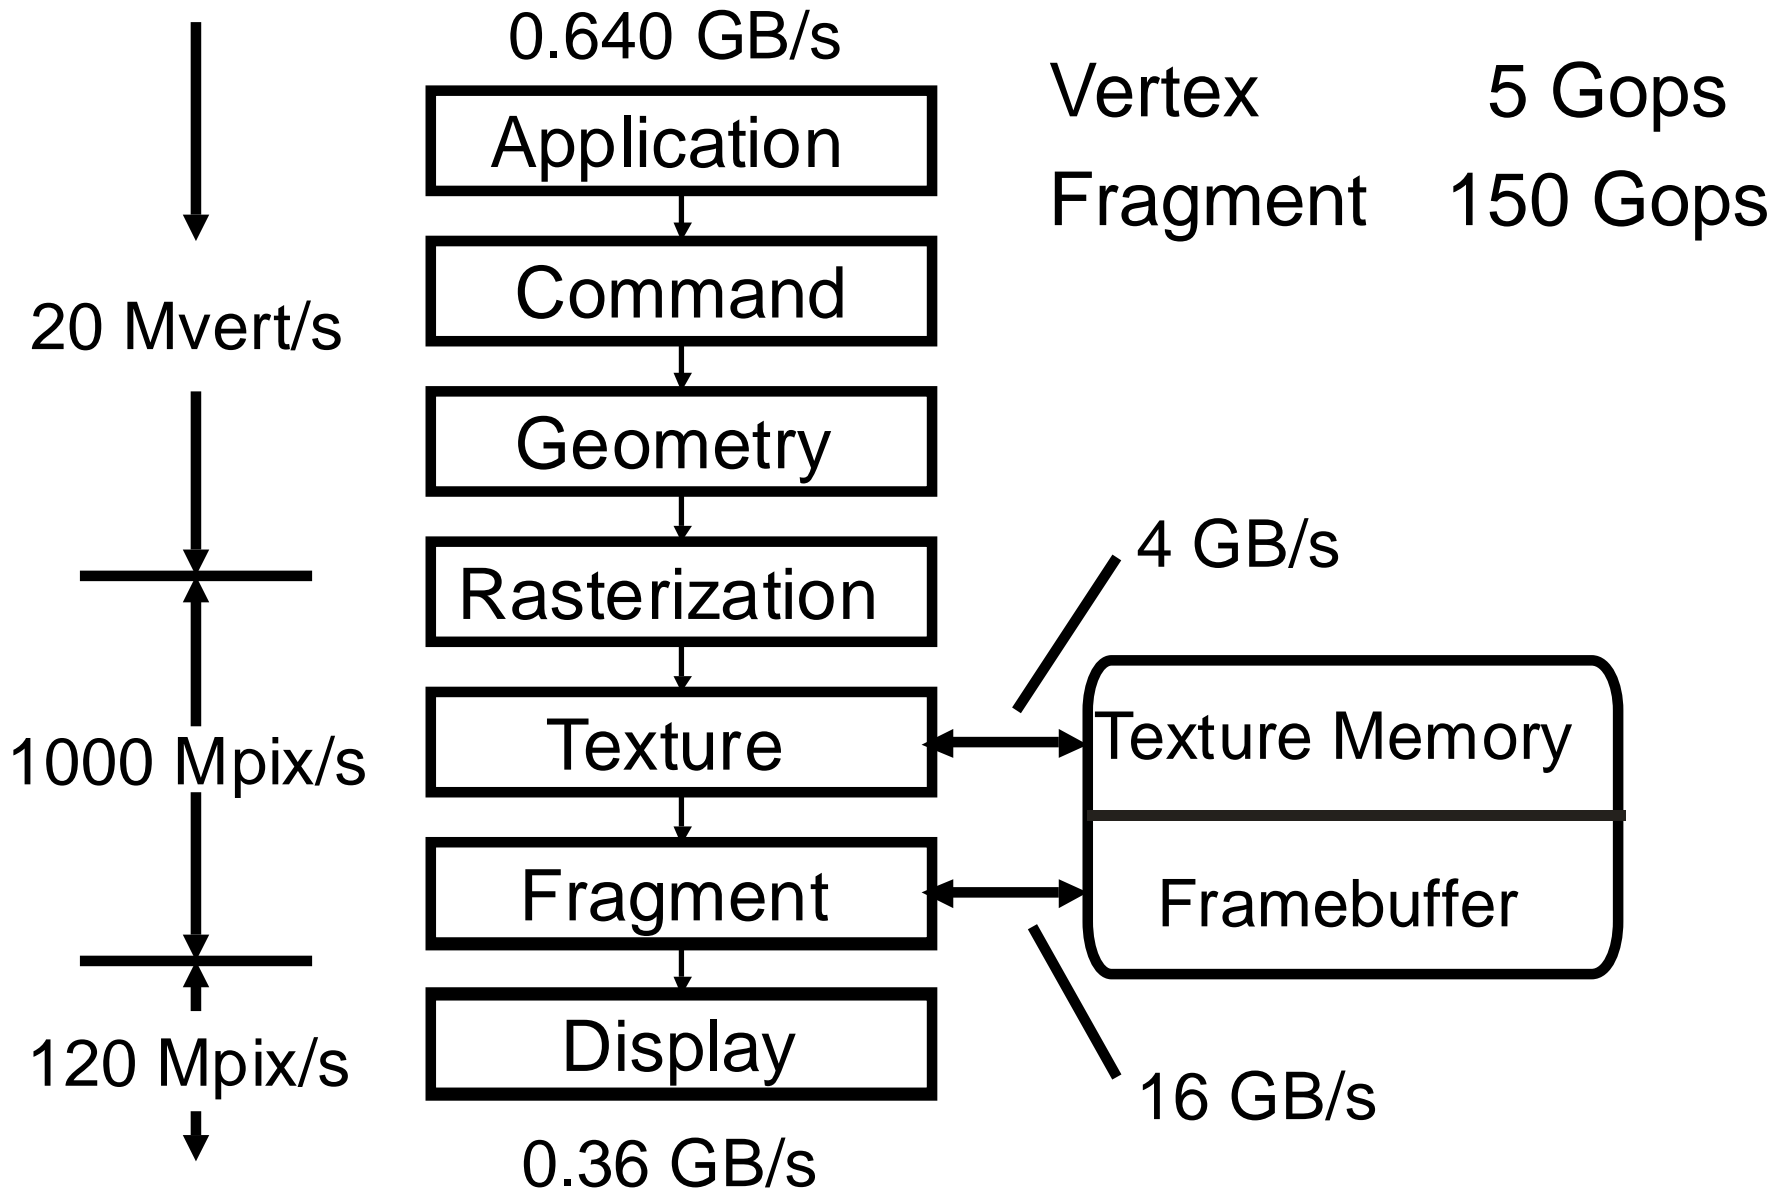 0.640 GB/s
Vertex 5 Gops
Application
Fragment 150 Gops
Command
20 Mvert/s
Geometry
4 GB/s
Rasterization
Texture
Texture Memory
1000 Mpix/s
Fragment
Framebuffer
Display
120 Mpix/s
16 GB/s
0.36 GB/s